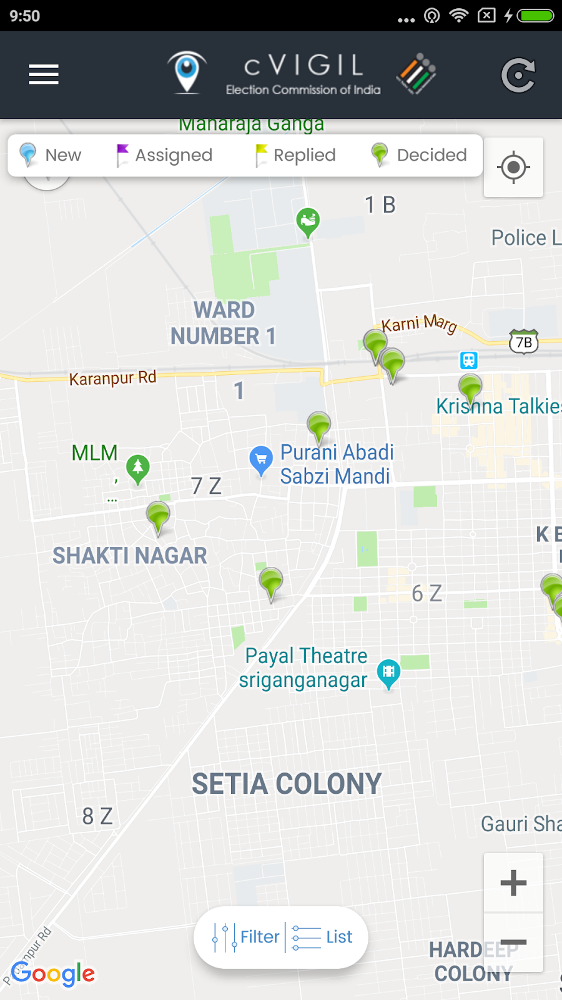 9:50
cVIGIL
Election Commission of India
Maharaja Ganga
New
Assigned
Replied
Decided
1 B
Police L
WARD
NUMBER 1
Karni Marg
7B
Karanpur Rd
1
Krishna Talkies
MLM
,
...
Purani Abadi
Sabzi Mandi
7 Z
K B
SHAKTI NAGAR
6 Z
Payal Theatre
sriganganagar
SETIA COLONY
8 Z
Gauri Sha
Filter
List
HARDEEP
COLONY
Google